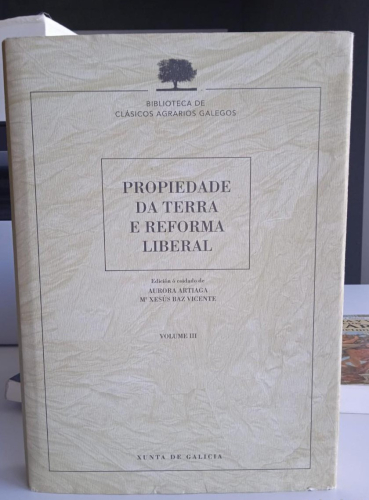 BIBLIOTECA DE
CLÁSICOS AGRARIOS GALEGOS
PROPIEDADE
DA TERRA
E REFORMA
LIBERAL
Edición ó cuidado de
AURORA ARTIAGA
Mª XESÚS BAZ VICENTE
VOLUME III
XUNTA DE GALICIA